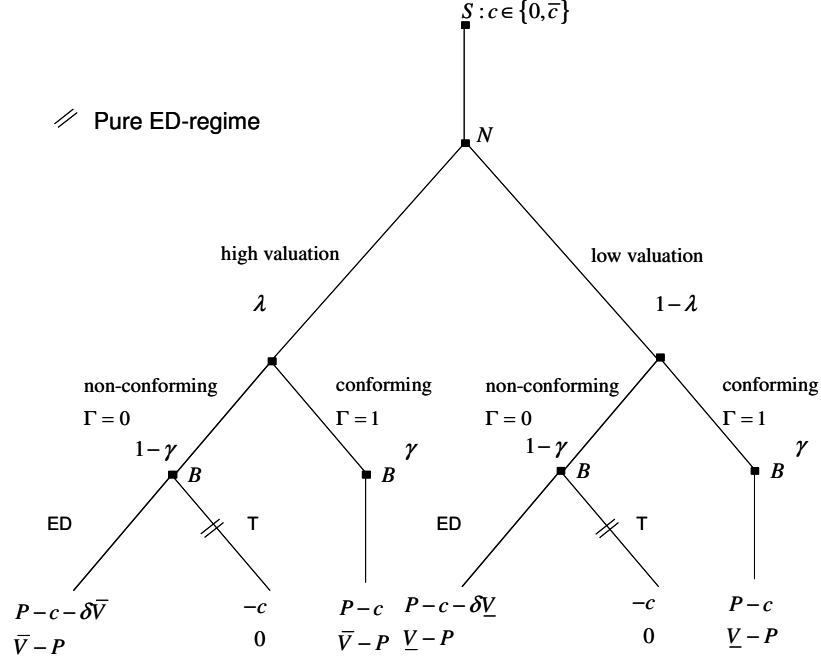 S : c ∈ {0, c̅}
Pure ED-regime
N
high valuation
low valuation
λ
1 − λ
non-conforming
conforming
non-conforming
conforming
Γ = 0
Γ = 1
Γ = 0
Γ = 1
1 − γ
γ
1 − γ
γ
B
B
B
B
ED
T
ED
T
P − c − δV̅
−c
P − c
P − c − δV̲
−c
P − c
V̅ − P
0
V̅ − P
V̲ − P
0
V̲ − P